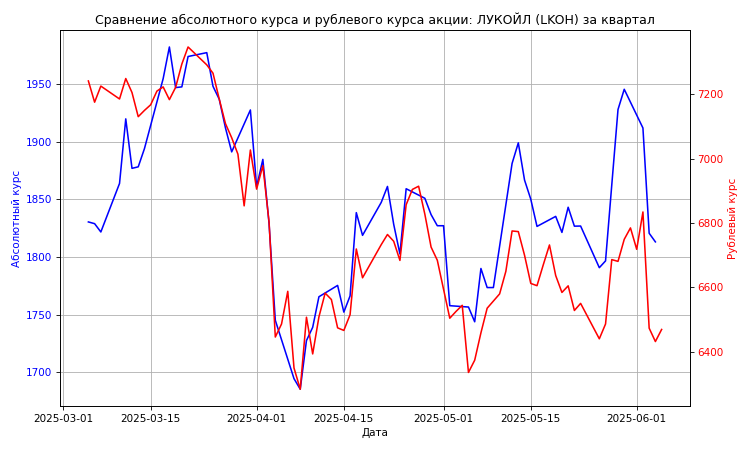 Сравнение абсолютного курса и рублевого курса акции: ЛУКОЙЛ (LKOH) за квартал
1950
1900
1850
1800
1750
1700
Абсолютный курс
7200
7000
6800
6600
6400
Рублевый курс
2025-03-01 2025-03-15 2025-04-01 2025-04-15 2025-05-01 2025-05-15 2025-06-01
Дата